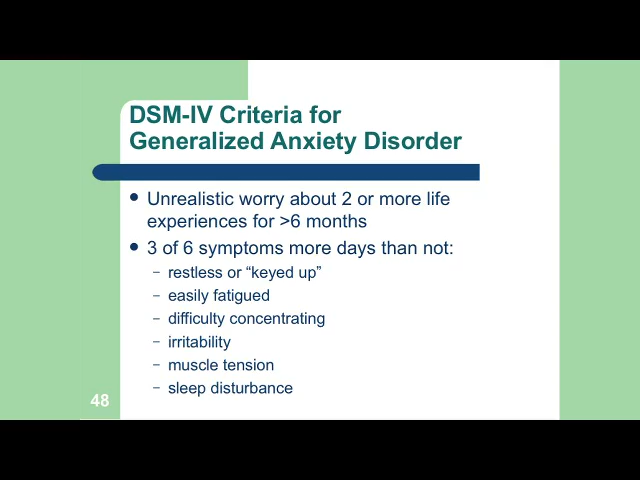 DSM-IV Criteria for
Generalized Anxiety Disorder
• Unrealistic worry about 2 or more life
experiences for >6 months
• 3 of 6 symptoms more days than not:
– restless or “keyed up”
– easily fatigued
– difficulty concentrating
– irritability
– muscle tension
– sleep disturbance
48